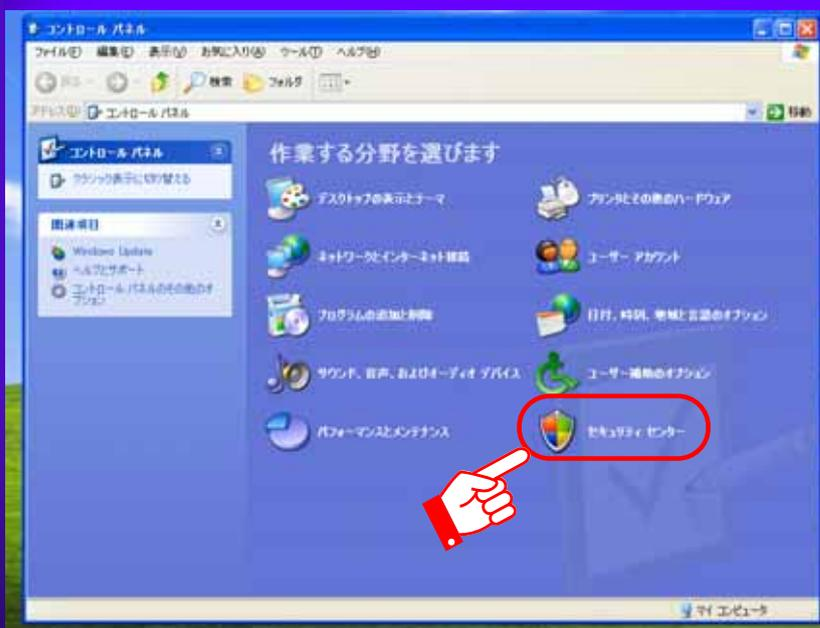 コントロール パネル
ファイル(F) 編集(E) 表示(V) お気に入り(A) ツール(T) ヘルプ(H)
戻る 検索 フォルダ
アドレス(D) コントロール パネル 移動
コントロール パネル
クラシック表示に切り替える
関連項目
Windows Update
ヘルプとサポート
コントロール パネルのその他のオプション
作業する分野を選びます
デスクトップの表示とテーマ
プリンタとその他のハードウェア
ネットワークとインターネット接続
ユーザー アカウント
プログラムの追加と削除
日付、時刻、地域と言語のオプション
サウンド、音声、およびオーディオ デバイス
ユーザー補助のオプション
パフォーマンスとメンテナンス
セキュリティ センター
マイ コンピュータ